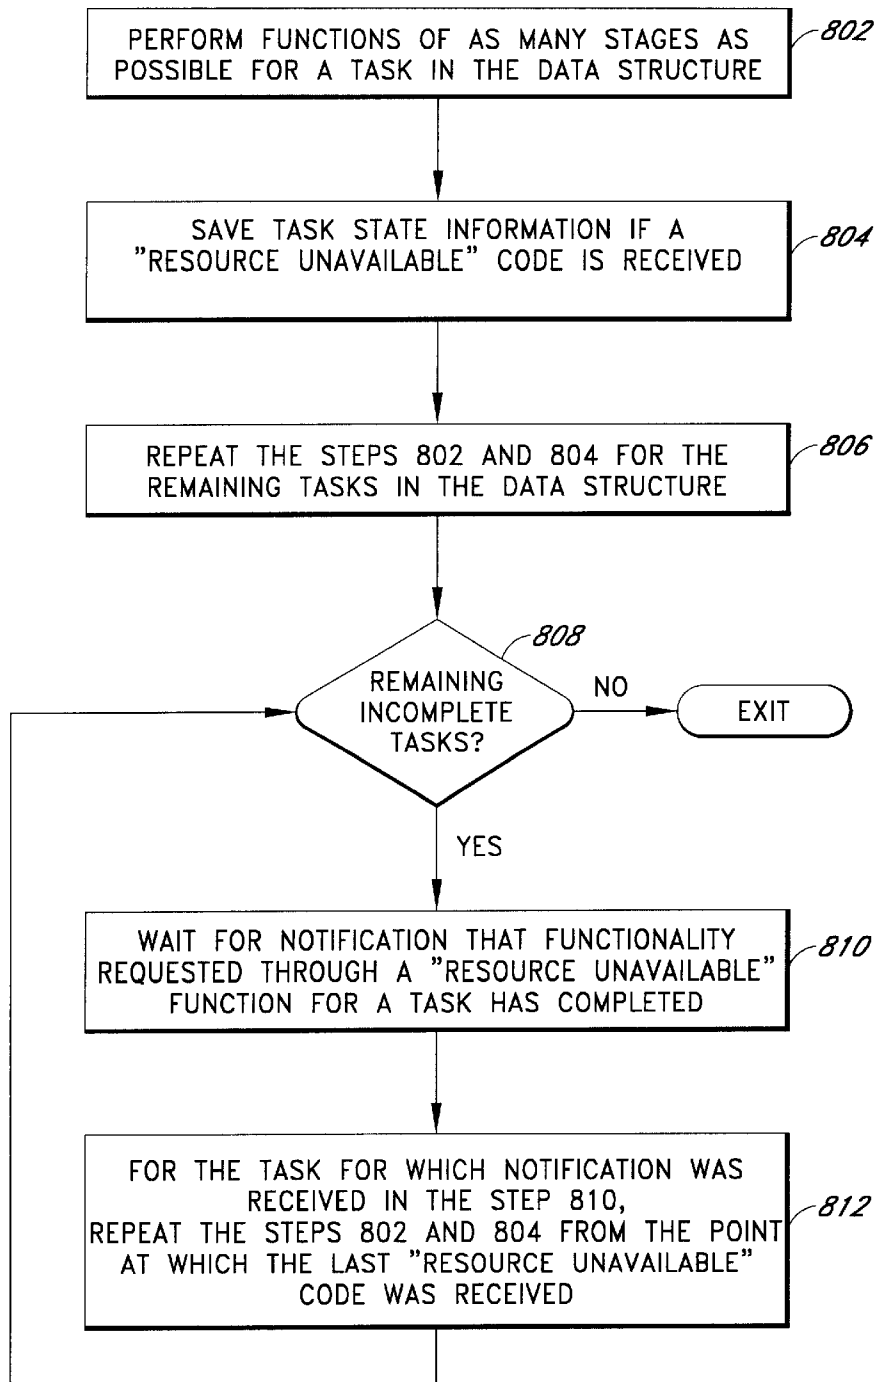 PERFORM FUNCTIONS OF AS MANY STAGES AS
POSSIBLE FOR A TASK IN THE DATA STRUCTURE
802
SAVE TASK STATE INFORMATION IF A
"RESOURCE UNAVAILABLE" CODE IS RECEIVED
804
REPEAT THE STEPS 802 AND 804 FOR THE
REMAINING TASKS IN THE DATA STRUCTURE
806
808
REMAINING
INCOMPLETE
TASKS?
NO
EXIT
YES
WAIT FOR NOTIFICATION THAT FUNCTIONALITY
REQUESTED THROUGH A "RESOURCE UNAVAILABLE"
FUNCTION FOR A TASK HAS COMPLETED
810
FOR THE TASK FOR WHICH NOTIFICATION WAS
RECEIVED IN THE STEP 810,
REPEAT THE STEPS 802 AND 804 FROM THE POINT
AT WHICH THE LAST "RESOURCE UNAVAILABLE"
CODE WAS RECEIVED
812